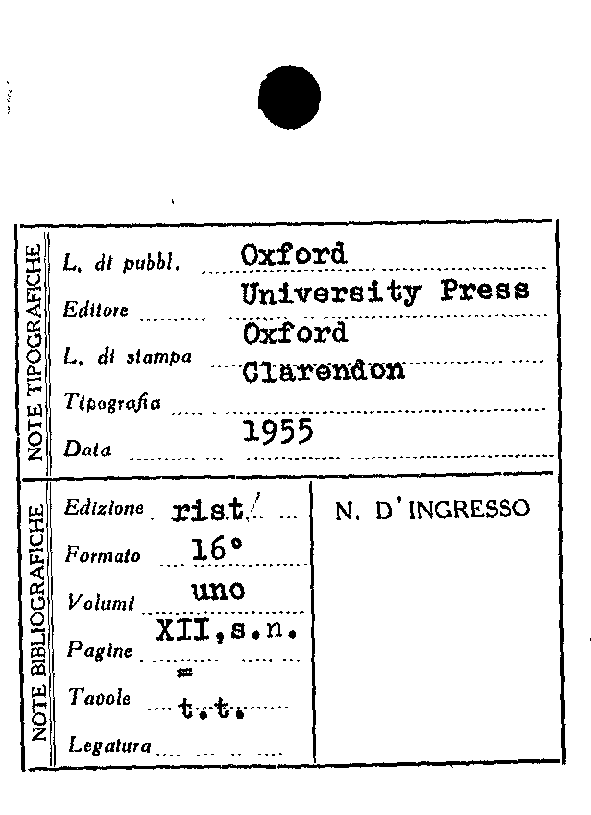 NOTE TIPOGRAFICHE
L. di pubbl. Oxford
Editore University Press
L. di stampa Oxford
Tipografia Clarendon
Data 1955
NOTE BIBLIOGRAFICHE
Edizione rist.
Formato 16°
Volumi uno
Pagine XII,s.n.
Tavole =
Legatura t.t.
N. D'INGRESSO